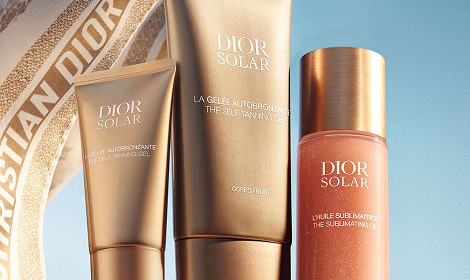 CHRISTIAN DIOR
DIOR
SOLAR
LA GELÉE AUTOBRONZANTE
THE SELF-TANNING GEL
DIOR
SOLAR
LA GELÉE AUTOBRONZANTE
THE SELF-TANNING GEL
CORPS / BODY
DIOR
SOLAR
L'HUILE SUBLIMATRICE
THE SUBLIMATING OIL